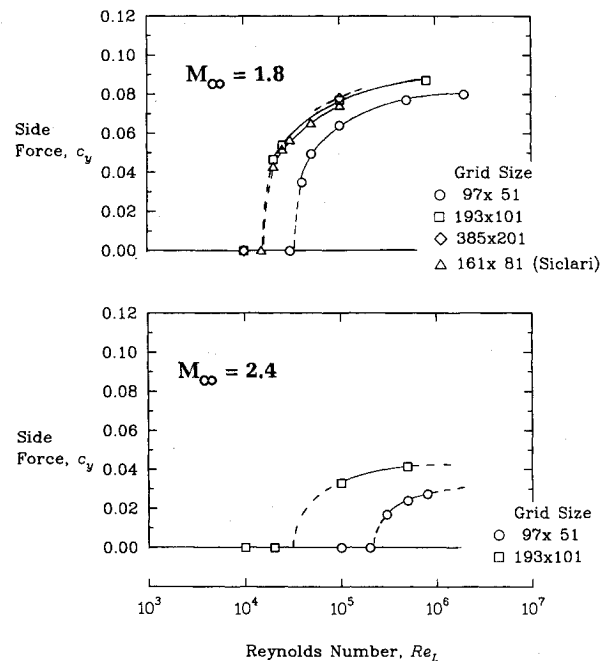 0.12
0.10
M∞ = 1.8
0.08
Side
0.06
Force, c_y
0.04
0.02
0.00
Grid Size
○ 97x 51
□ 193x101
◇ 385x201
△ 161x 81 (Siclari)
0.12
0.10
M∞ = 2.4
0.08
0.06
Side
Force, c_y
0.04
0.02
0.00
Grid Size
○ 97x 51
□ 193x101
10³ 10⁴ 10⁵ 10⁶ 10⁷
Reynolds Number, Re_L